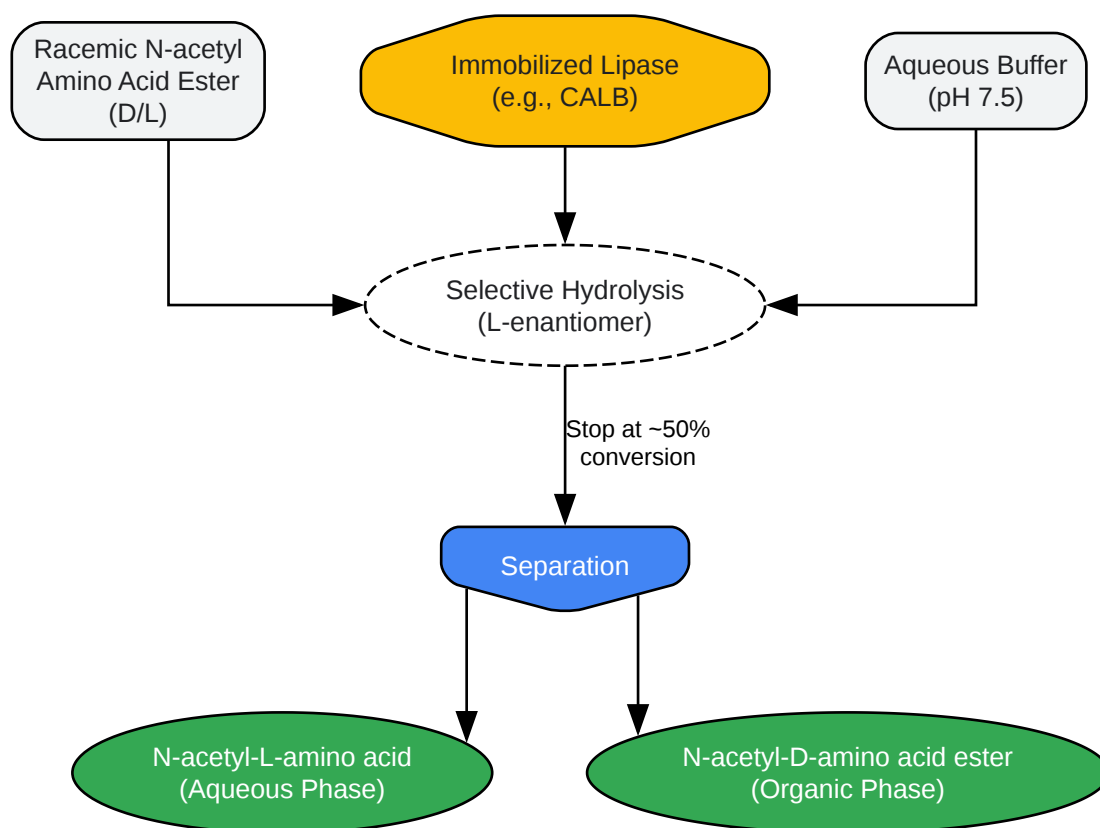 Racemic N-acetyl
Amino Acid Ester
(D/L)
Immobilized Lipase
(e.g., CALB)
Aqueous Buffer
(pH 7.5)
Selective Hydrolysis
(L-enantiomer)
Stop at ~50%
conversion
Separation
N-acetyl-L-amino acid
(Aqueous Phase)
N-acetyl-D-amino acid ester
(Organic Phase)